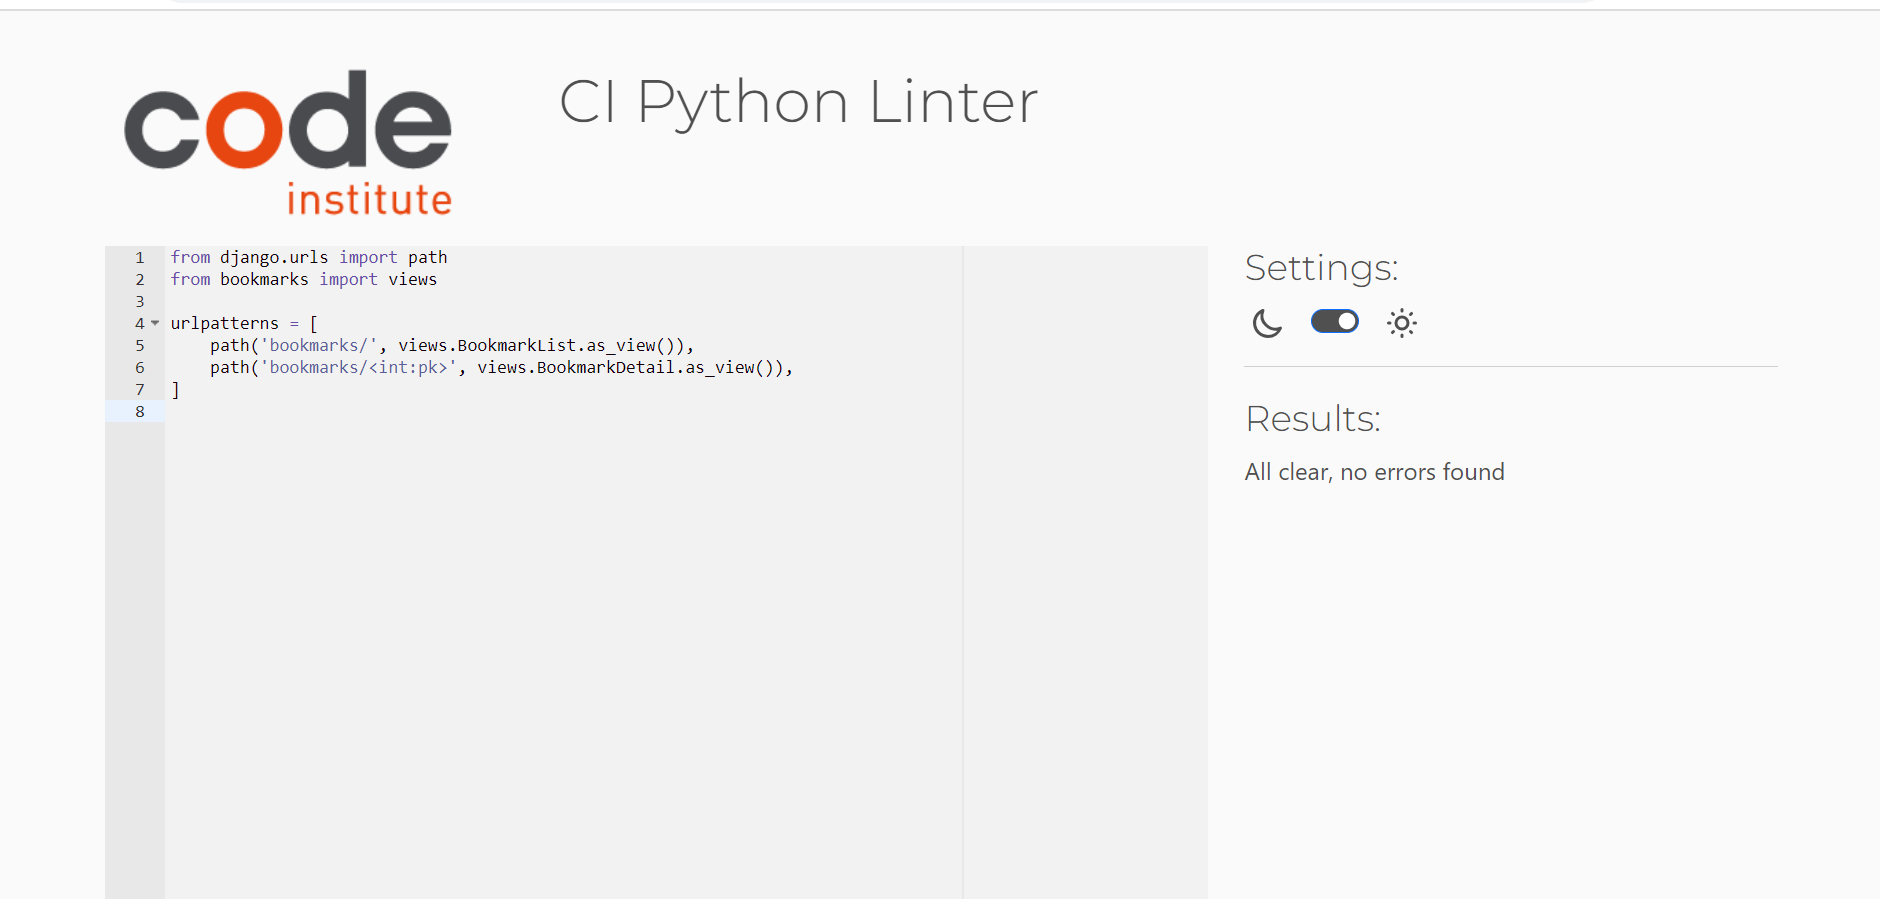 code
institute
CI Python Linter
1 from django.urls import path
2 from bookmarks import views
3
4 urlpatterns = [
5     path('bookmarks/', views.BookmarkList.as_view()),
6     path('bookmarks/<int:pk>', views.BookmarkDetail.as_view()),
7 ]
8
Settings:
Results:
All clear, no errors found